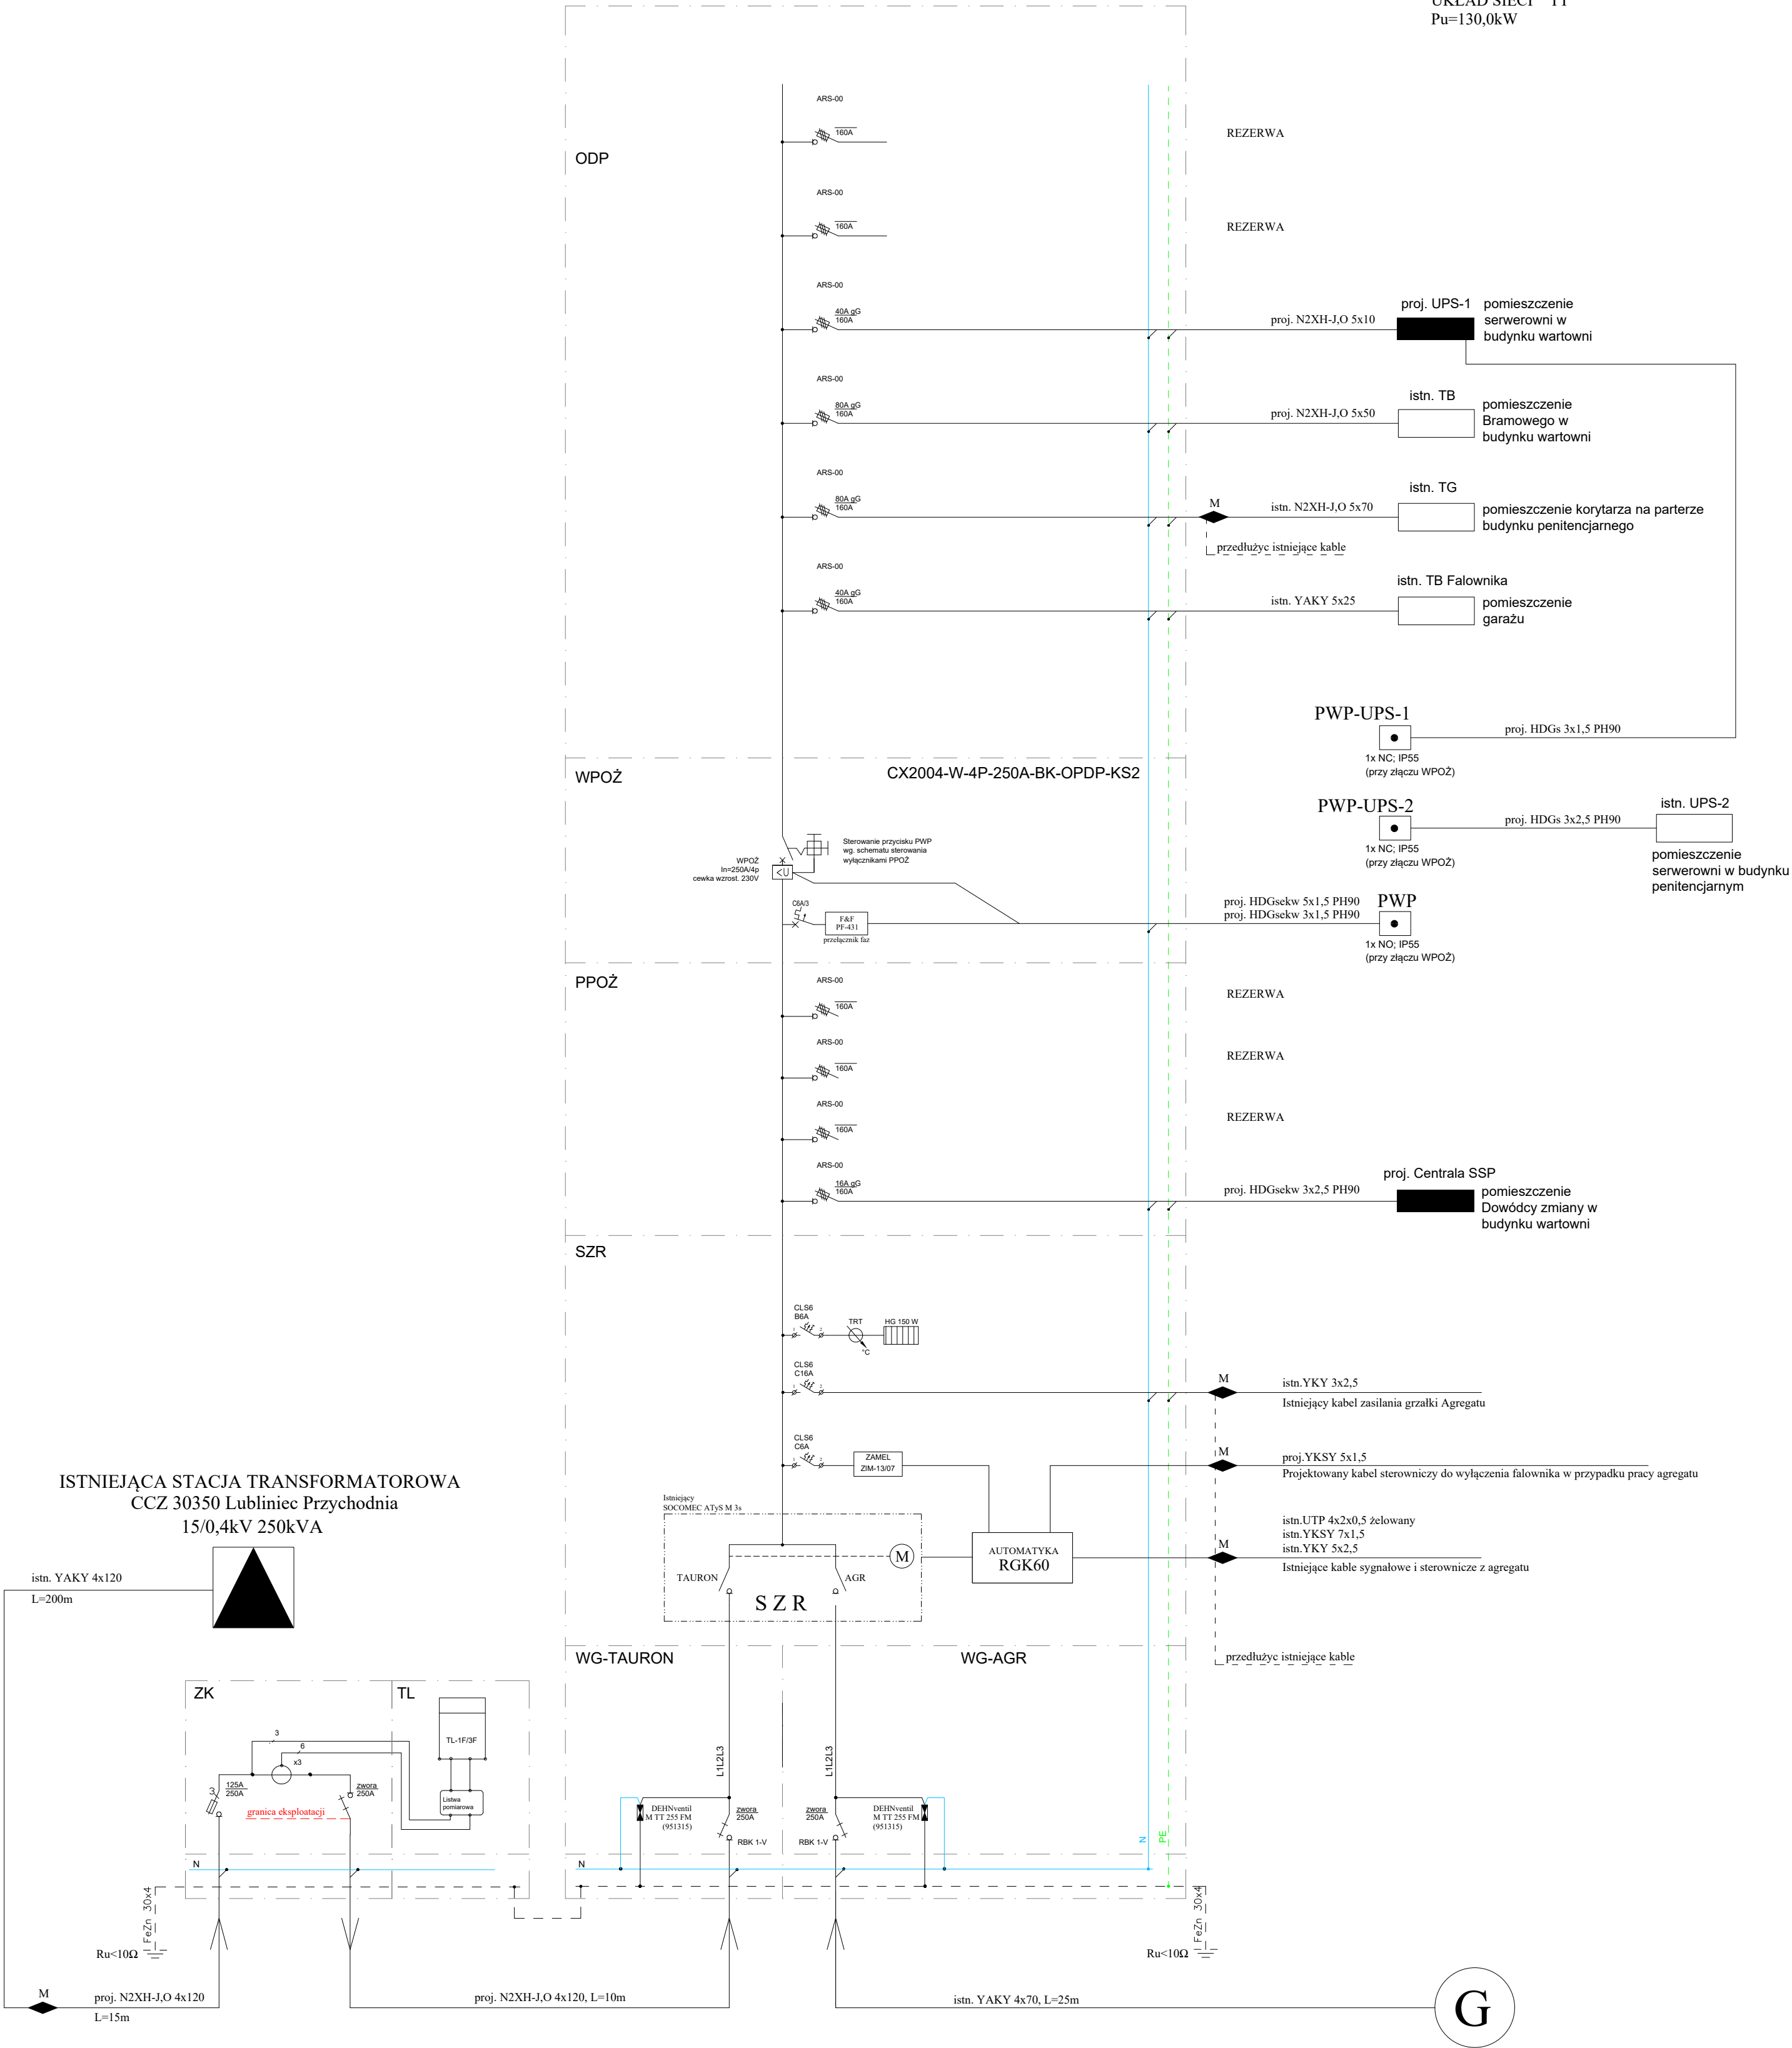 UKŁAD SIECI - TT
Pu=130,0kW
ODP
ARS-00
160A
REZERWA
ARS-00
160A
REZERWA
ARS-00
40A gG
160A
proj. N2XH-J,O 5x10
proj. UPS-1
pomieszczenie
serwerowni w
budynku wartowni
ARS-00
80A gG
160A
proj. N2XH-J,O 5x50
istn. TB
pomieszczenie
Bramowego w
budynku wartowni
ARS-00
80A gG
160A
M
istn. N2XH-J,O 5x70
istn. TG
pomieszczenie korytarza na parterze
budynku penitencjarnego
przedłużyc istniejące kable
ARS-00
40A gG
160A
istn. YAKY 5x25
istn. TB Falownika
pomieszczenie
garażu
PWP-UPS-1
proj. HDGs 3x1,5 PH90
1x NC; IP55
(przy złączu WPOŻ)
WPOŻ
CX2004-W-4P-250A-BK-OPDP-KS2
PWP-UPS-2
proj. HDGs 3x2,5 PH90
1x NC; IP55
(przy złączu WPOŻ)
istn. UPS-2
pomieszczenie
serwerowni w budynku
penitencjarnym
Sterowanie przycisku PWP
wg. schematu sterowania
wyłącznikami PPOŻ
WPOŻ
In=250A/4p
cewka wzrost. 230V
<U
C6A/3
F&F
PF-431
przełącznik faz
proj. HDGsekw 5x1,5 PH90
proj. HDGsekw 3x1,5 PH90
PWP
1x NO; IP55
(przy złączu WPOŻ)
PPOŻ
ARS-00
160A
REZERWA
ARS-00
160A
REZERWA
ARS-00
160A
REZERWA
ARS-00
16A gG
160A
proj. HDGsekw 3x2,5 PH90
proj. Centrala SSP
pomieszczenie
Dowódcy zmiany w
budynku wartowni
SZR
CLS6
B6A
1
2
TRT
°C
HG 150 W
CLS6
C16A
1
2
M
istn.YKY 3x2,5
Istniejący kabel zasilania grzałki Agregatu
CLS6
C6A
1
2
ZAMEL
ZIM-13/07
M
proj.YKSY 5x1,5
Projektowany kabel sterowniczy do wyłączenia falownika w przypadku pracy agregatu
Istniejący
SOCOMEC ATyS M 3s
TAURON
AGR
M
S Z R
AUTOMATYKA
RGK60
M
istn.UTP 4x2x0,5 żelowany
istn.YKSY 7x1,5
istn.YKY 5x2,5
Istniejące kable sygnałowe i sterownicze z agregatu
przedłużyc istniejące kable
ISTNIEJĄCA STACJA TRANSFORMATOROWA
CCZ 30350 Lubliniec Przychodnia
15/0,4kV 250kVA
istn. YAKY 4x120
L=200m
WG-TAURON
WG-AGR
ZK
TL
3
6
x3
TL-1F/3F
Listwa
pomiarowa
3
125A
250A
zwora
250A
granica eksploatacji
N
L1L2L3
L1L2L3
DEHNventil
M TT 255 FM
(951315)
zwora
250A
RBK 1-V
zwora
250A
RBK 1-V
DEHNventil
M TT 255 FM
(951315)
N
N
PE
FeZn 30x4
Ru<10Ω
FeZn 30x4
Ru<10Ω
M
proj. N2XH-J,O 4x120
L=15m
proj. N2XH-J,O 4x120, L=10m
istn. YAKY 4x70, L=25m
G